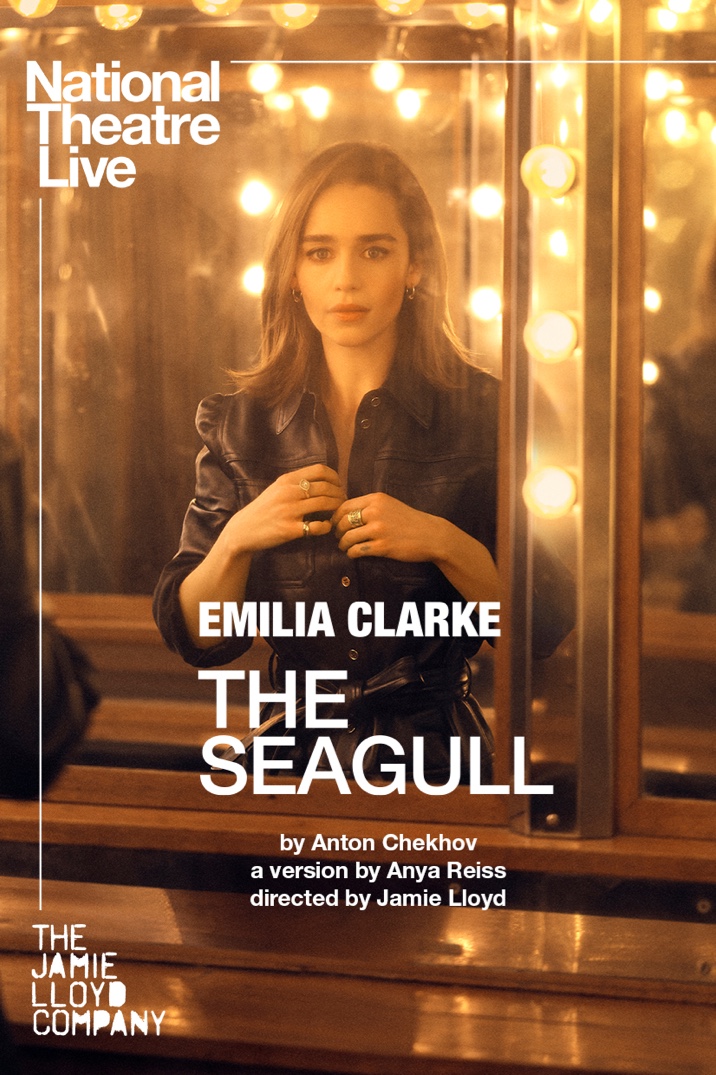 National
Theatre
Live
EMILIA CLARKE
THE
SEAGULL
by Anton Chekhov
a version by Anya Reiss
directed by Jamie Lloyd
THE
JAMIE
LLOYD
COMPANY